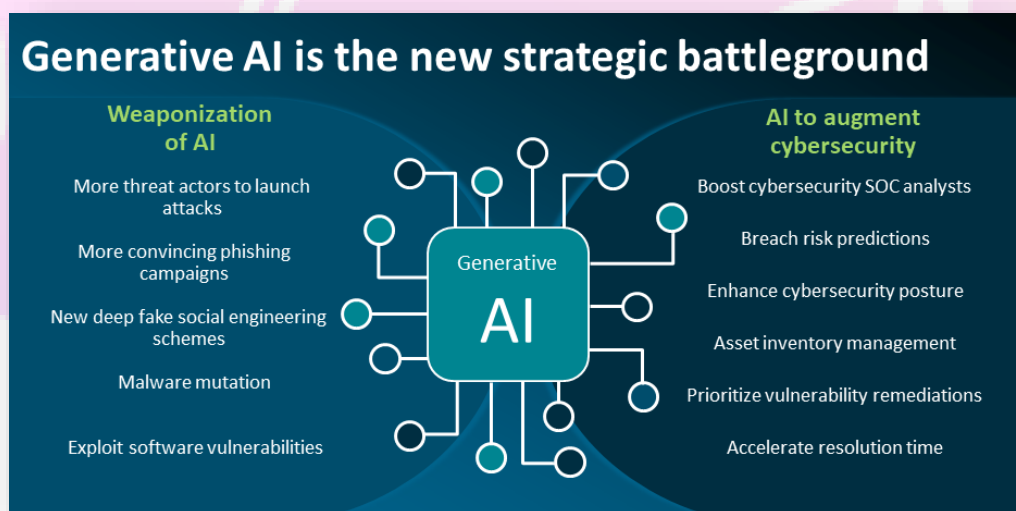 Generative AI is the new strategic battleground
Weaponization
of AI
More threat actors to launch
attacks
More convincing phishing
campaigns
New deep fake social engineering
schemes
Malware mutation
Exploit software vulnerabilities
Generative
AI
AI to augment
cybersecurity
Boost cybersecurity SOC analysts
Breach risk predictions
Enhance cybersecurity posture
Asset inventory management
Prioritize vulnerability remediations
Accelerate resolution time